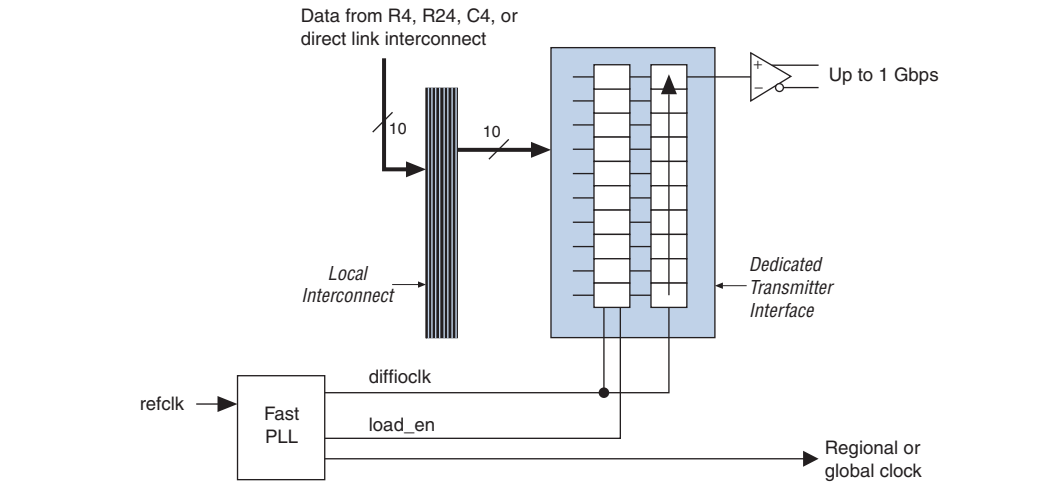 Data from R4, R24, C4, or
direct link interconnect
10
10
+
−
Up to 1 Gbps
Local
Interconnect
Dedicated
Transmitter
Interface
diffioclk
refclk
Fast
PLL
load_en
Regional or
global clock